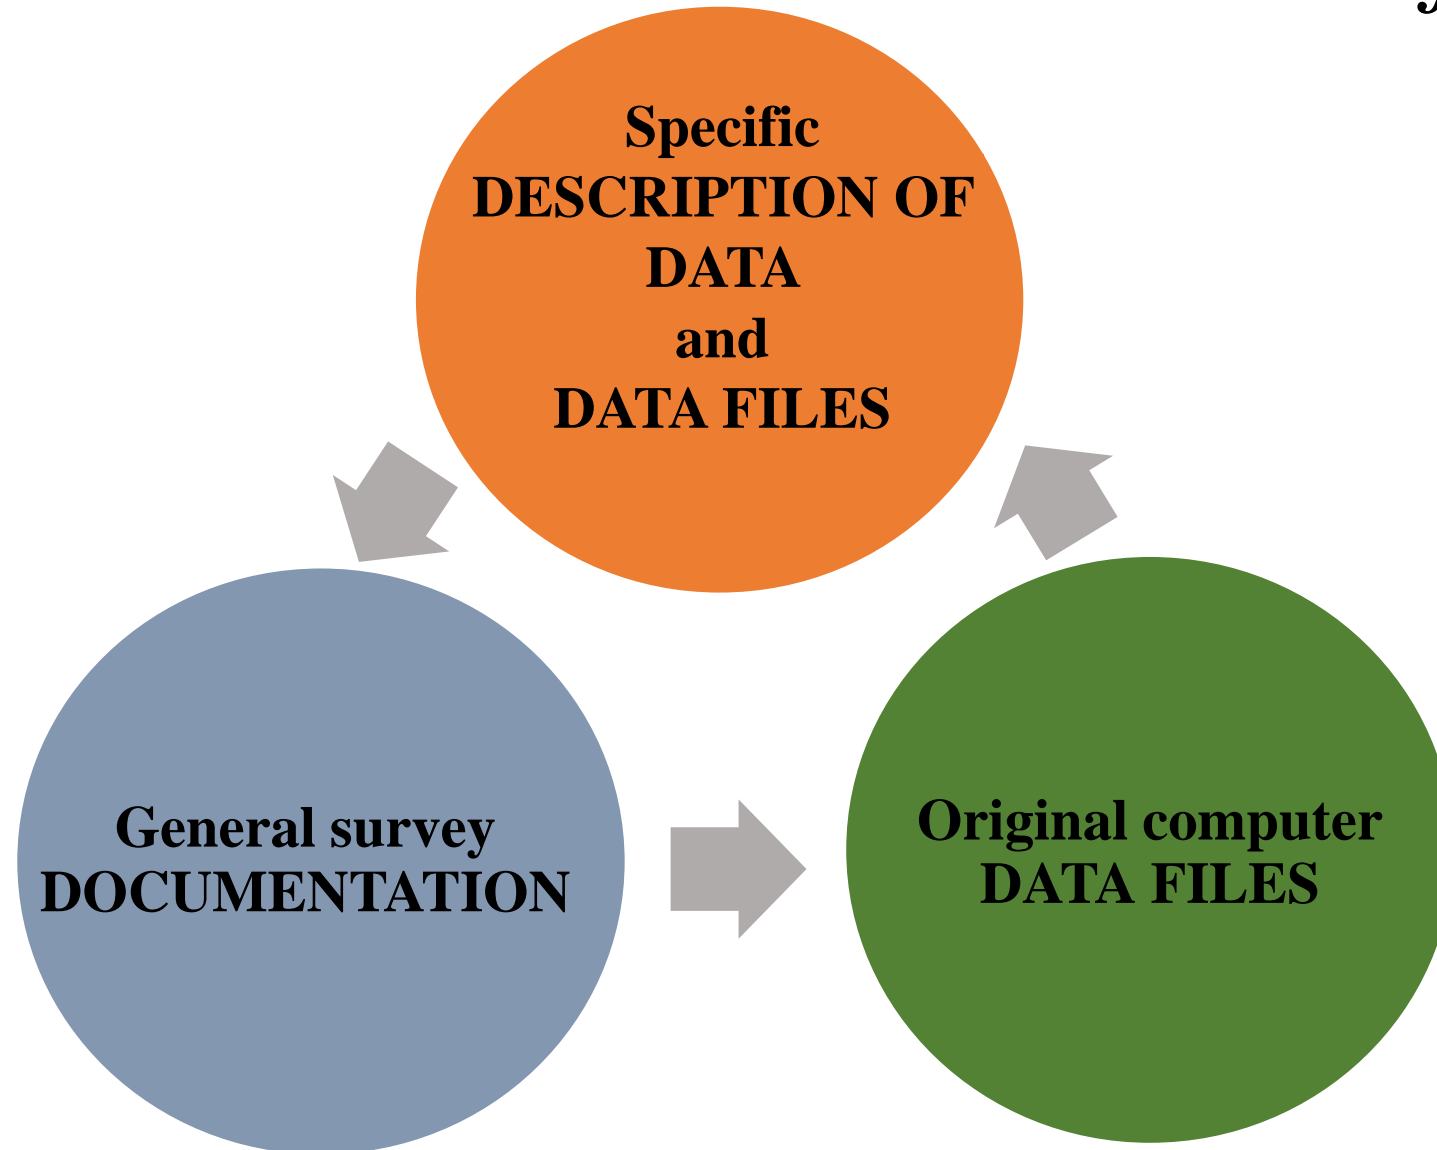 Specific
DESCRIPTION OF
DATA
and
DATA FILES
General survey
DOCUMENTATION
Original computer
DATA FILES